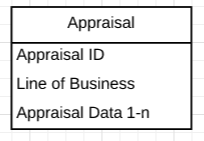 Appraisal
Appraisal ID
Line of Business
Appraisal Data 1-n